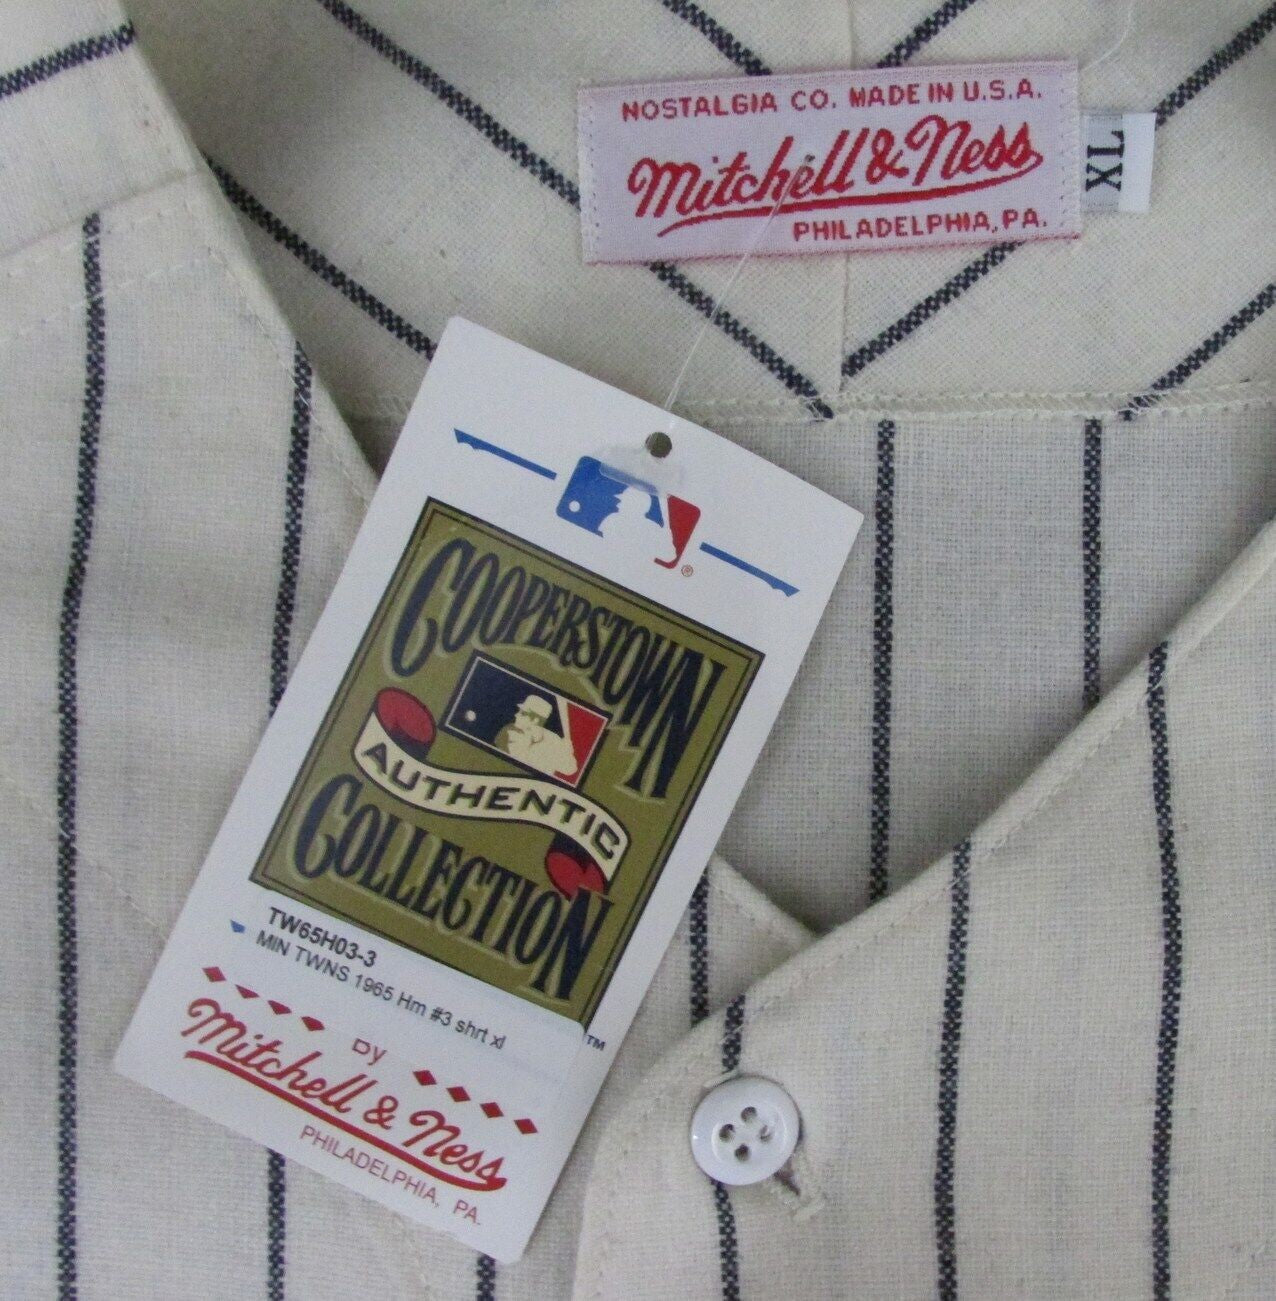 NOSTALGIA CO. MADE IN U.S.A.
Mitchell & Ness
PHILADELPHIA, PA.
XL
®
COOPERSTOWN
AUTHENTIC
COLLECTION
TM
TW65H03-3
MIN TWNS 1965 Hm #3 shrt xl
by
Mitchell & Ness
PHILADELPHIA, PA.